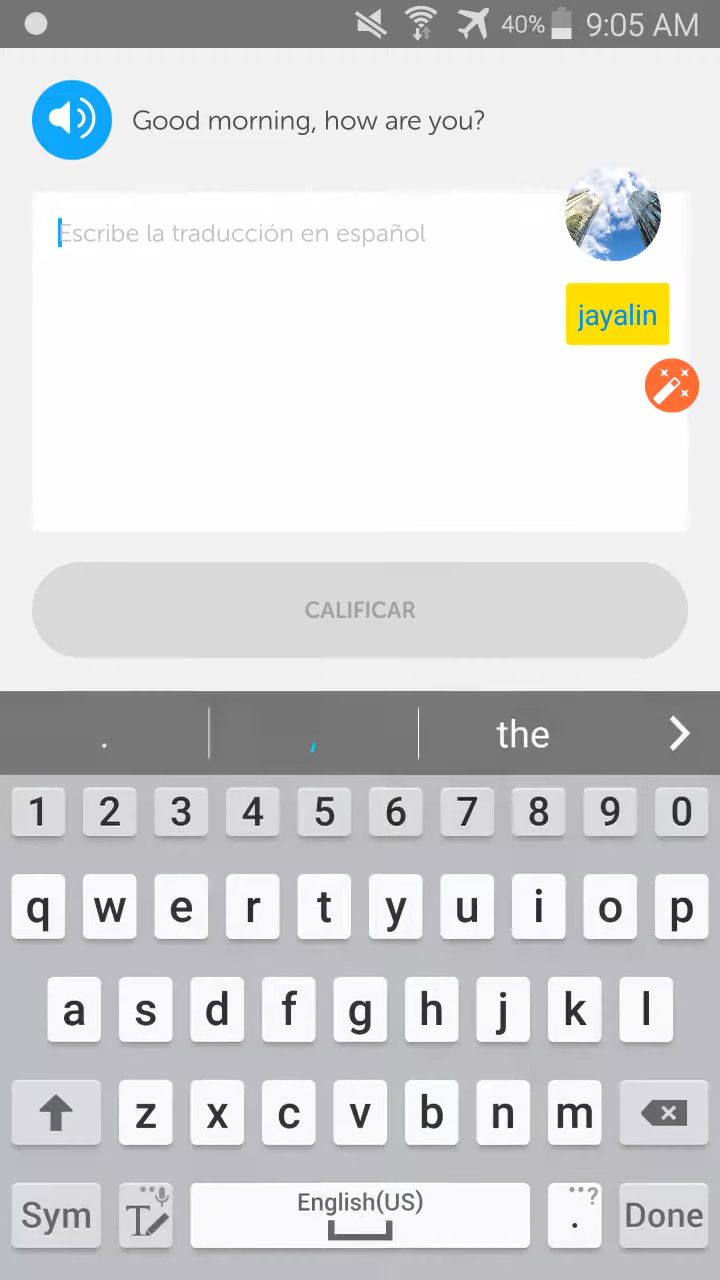 40% 9:05 AM
Good morning, how are you?
Escribe la traducción en español
jayalin
CALIFICAR
. , the
1 2 3 4 5 6 7 8 9 0
q w e r t y u i o p
a s d f g h j k l
z x c v b n m
Sym T English(US) . ? Done